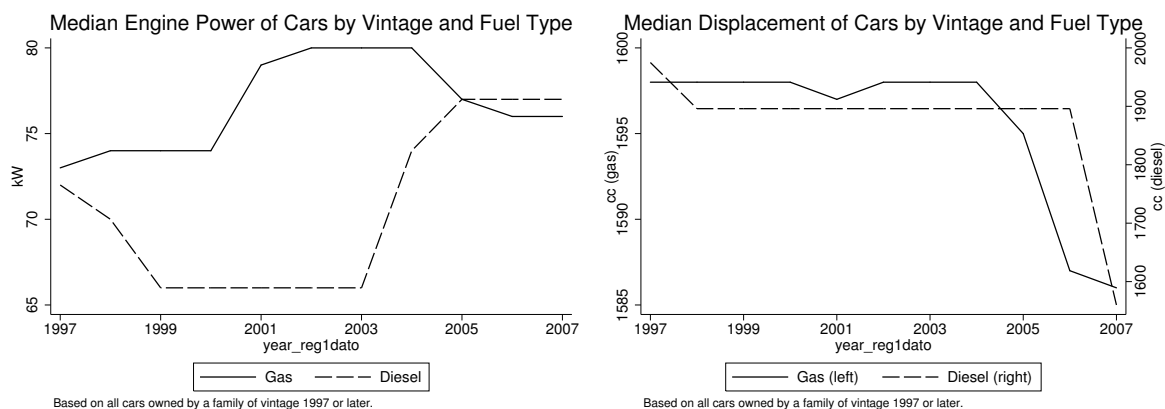 Median Engine Power of Cars by Vintage and Fuel Type
80
75
70
65
kW
1997
1999
2001
2003
2005
2007
year_reg1dato
Gas
Diesel
Based on all cars owned by a family of vintage 1997 or later.
Median Displacement of Cars by Vintage and Fuel Type
1600
1595
1590
1585
cc (gas)
2000
1900
1800
1700
1600
cc (diesel)
1997
1999
2001
2003
2005
2007
year_reg1dato
Gas (left)
Diesel (right)
Based on all cars owned by a family of vintage 1997 or later.